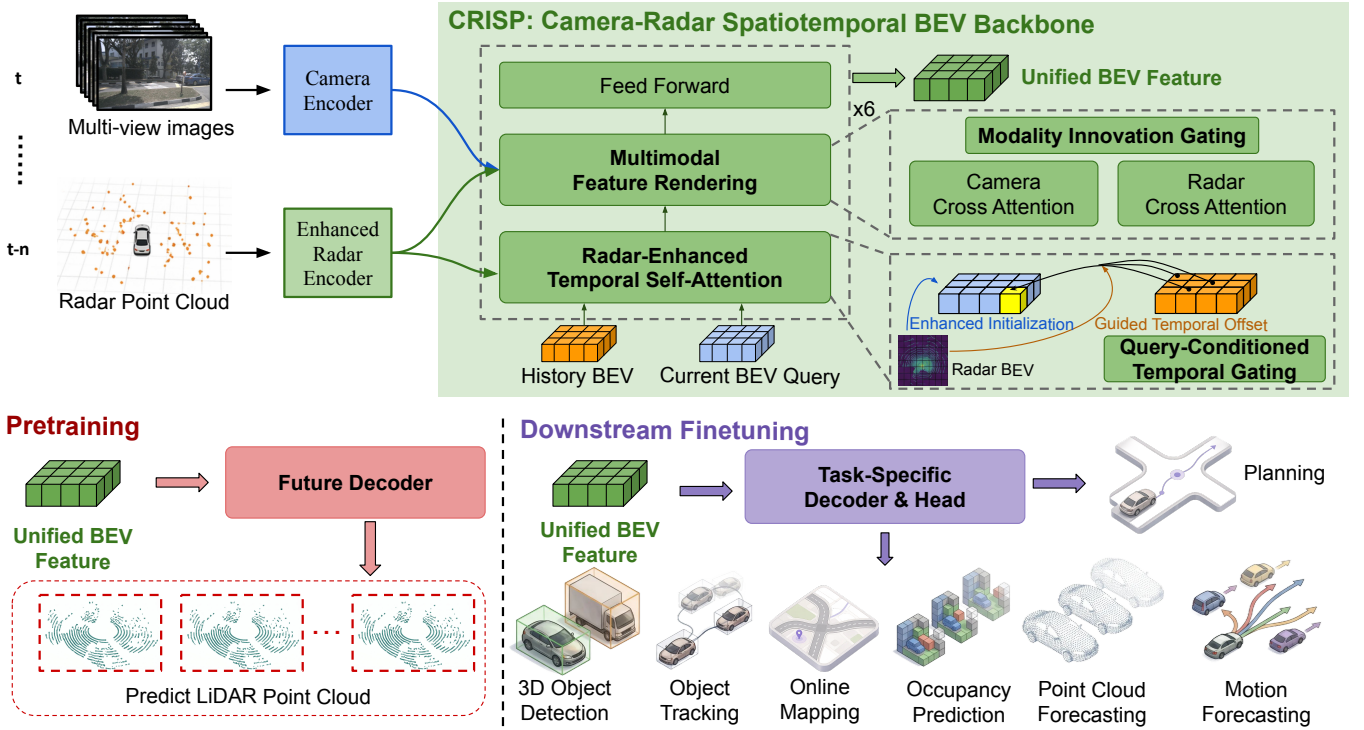 CRISP: Camera-Radar Spatiotemporal BEV Backbone
t
Multi-view images
t-n
Radar Point Cloud
Camera
Encoder
Enhanced
Radar
Encoder
Feed Forward
Multimodal
Feature Rendering
Radar-Enhanced
Temporal Self-Attention
x6
History BEV
Current BEV Query
Unified BEV Feature
Modality Innovation Gating
Camera
Cross Attention
Radar
Cross Attention
Enhanced Initialization
Guided Temporal Offset
Radar BEV
Query-Conditioned
Temporal Gating
Pretraining
Unified BEV
Feature
Future Decoder
Predict LiDAR Point Cloud
Downstream Finetuning
Unified BEV
Feature
Task-Specific
Decoder & Head
Planning
3D Object
Detection
Object
Tracking
Online
Mapping
Occupancy
Prediction
Point Cloud
Forecasting
Motion
Forecasting